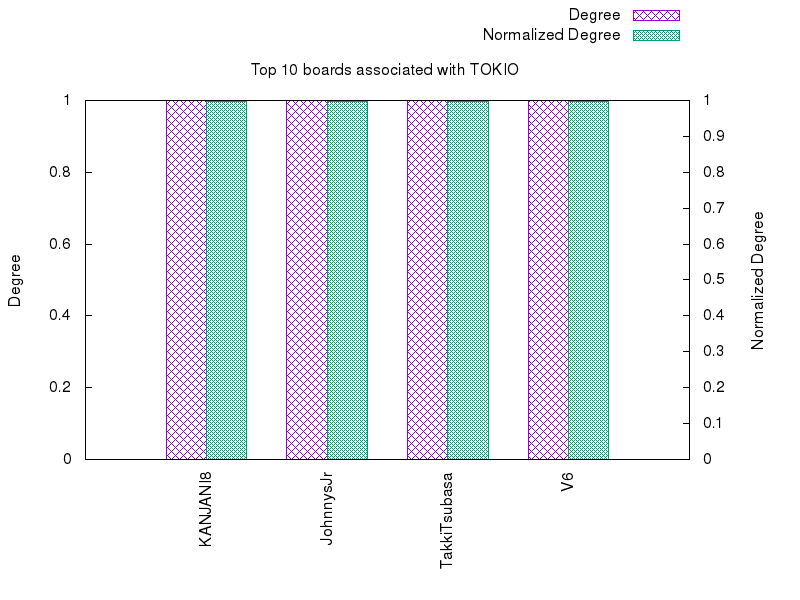 Degree
Normalized Degree
Top 10 boards associated with TOKIO
1
0.8
0.6
0.4
0.2
0
Degree
1
0.9
0.8
0.7
0.6
0.5
0.4
0.3
0.2
0.1
0
Normalized Degree
KANJANI8
JohnnysJr
TakkiTsubasa
V6